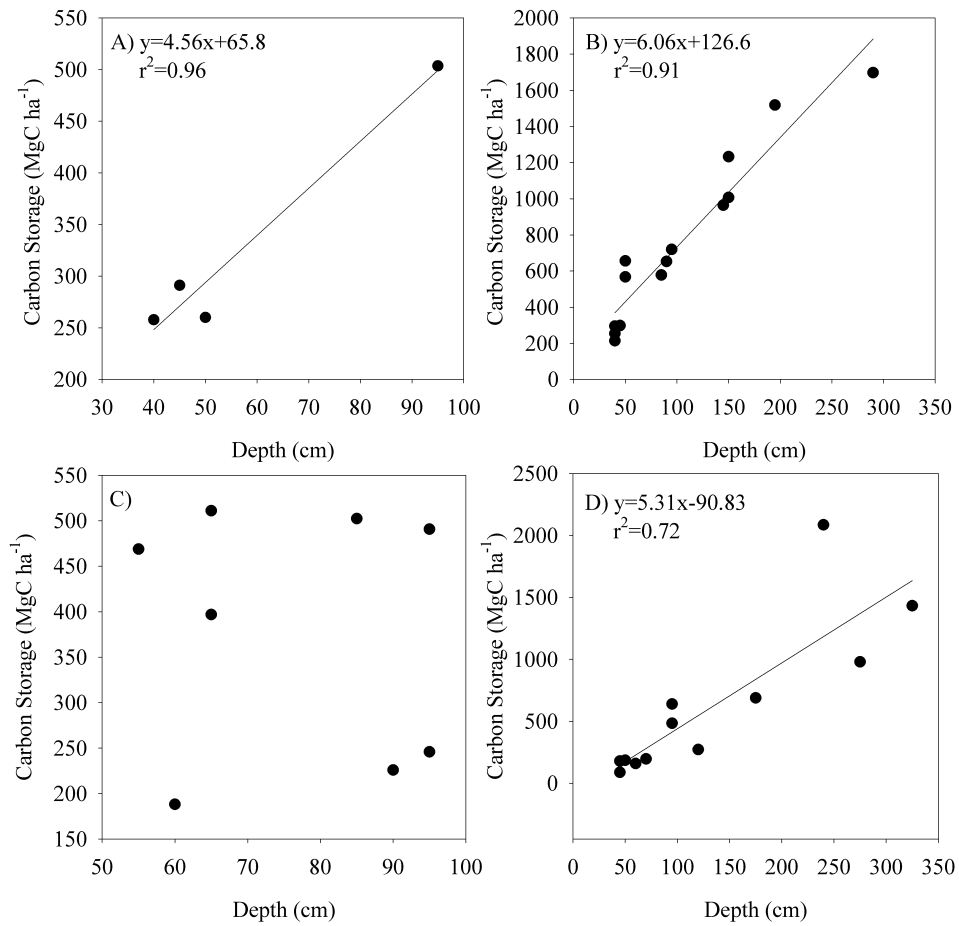 A) y=4.56x+65.8
r²=0.96
Carbon Storage (MgC ha⁻¹)
550
500
450
400
350
300
250
200
30 40 50 60 70 80 90 100
Depth (cm)
B) y=6.06x+126.6
r²=0.91
Carbon Storage (MgC ha⁻¹)
2000
1800
1600
1400
1200
1000
800
600
400
200
0
0 50 100 150 200 250 300 350
Depth (cm)
C)
Carbon Storage (MgC ha⁻¹)
550
500
450
400
350
300
250
200
150
50 60 70 80 90 100
Depth (cm)
D) y=5.31x-90.83
r²=0.72
Carbon Storage (MgC ha⁻¹)
2500
2000
1500
1000
500
0
0 50 100 150 200 250 300 350
Depth (cm)